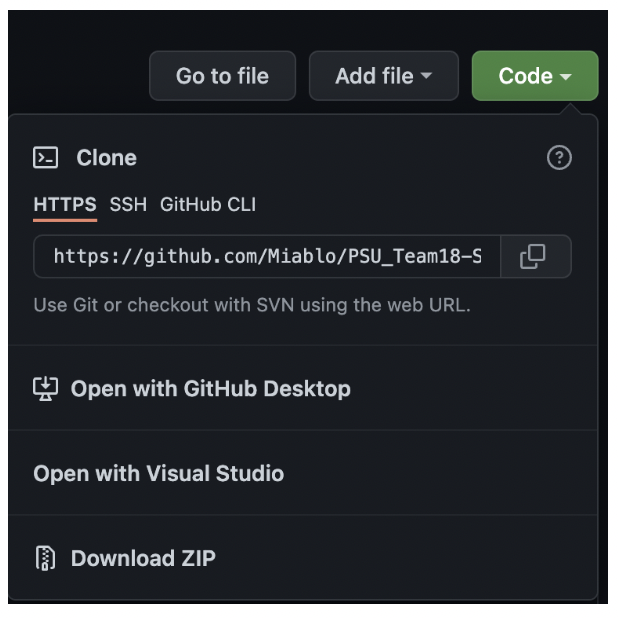 Go to file Add file Code
Clone
HTTPS SSH GitHub CLI
https://github.com/Miablo/PSU_Team18-S
Use Git or checkout with SVN using the web URL.
Open with GitHub Desktop
Open with Visual Studio
Download ZIP